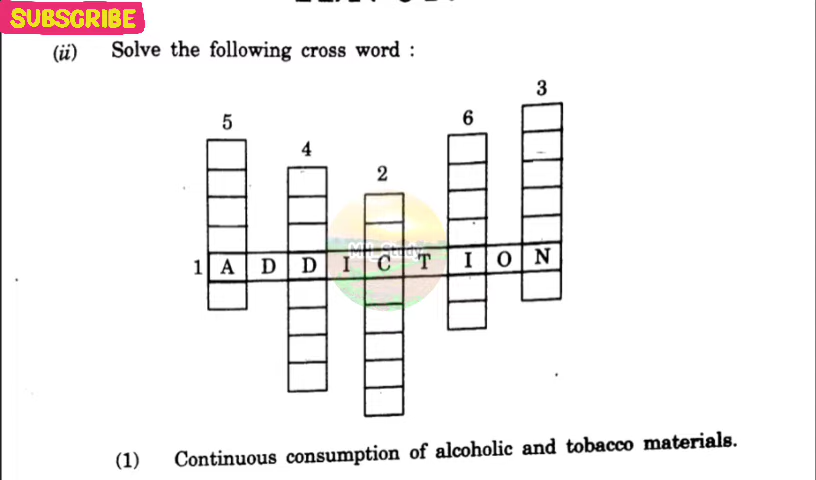 SUBSCRIBE
(ii) Solve the following cross word :
3
5
6
4
2
MH_Study
1 A D D I C T I O N
(1) Continuous consumption of alcoholic and tobacco materials.